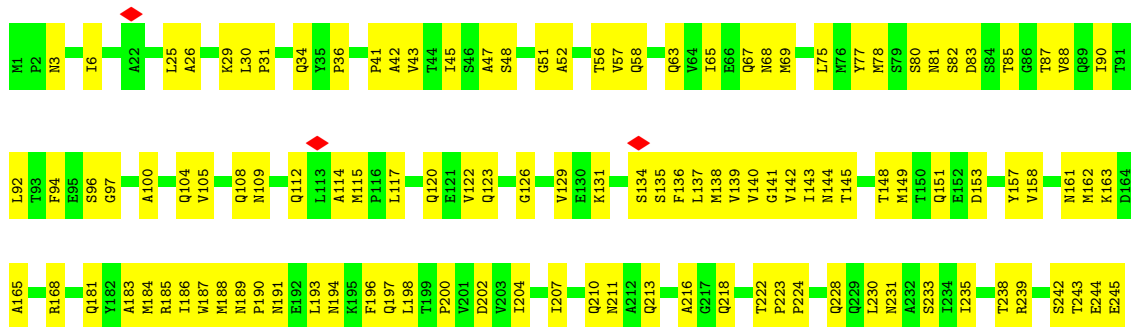 M1 P2 N3 I6 A22 L25 A26 K29 L30 P31 Q34 Y35 P36 P41 A42 V43 T44 I45 S46 A47 S48 G51 A52 T56 V57 Q58 Q63 V64 I65 E66 Q67 N68 M69 L75 M76 Y77 M78 S79 S80 N81 S82 D83 S84 T85 G86 T87 V88 Q89 I90 T91
L92 T93 F94 E95 S96 G97 A100 Q104 V105 Q108 N109 Q112 L113 A114 M115 P116 L117 Q120 E121 V122 Q123 G126 V129 E130 K131 S134 S135 F136 L137 M138 V139 V140 G141 V142 I143 N144 T145 T148 M149 T150 Q151 E152 D153 Y157 V158 N161 M162 K163 D164
A165 R168 Q181 Y182 A183 M184 R185 I186 W187 M188 N189 P190 N191 E192 L193 N194 K195 F196 Q197 L198 T199 P200 V201 D202 V203 I204 I207 Q210 N211 A212 Q213 A216 G217 Q218 T222 P223 P224 Q228 Q229 L230 N231 A232 S233 I234 I235 T238 R239 S242 T243 E244 E245